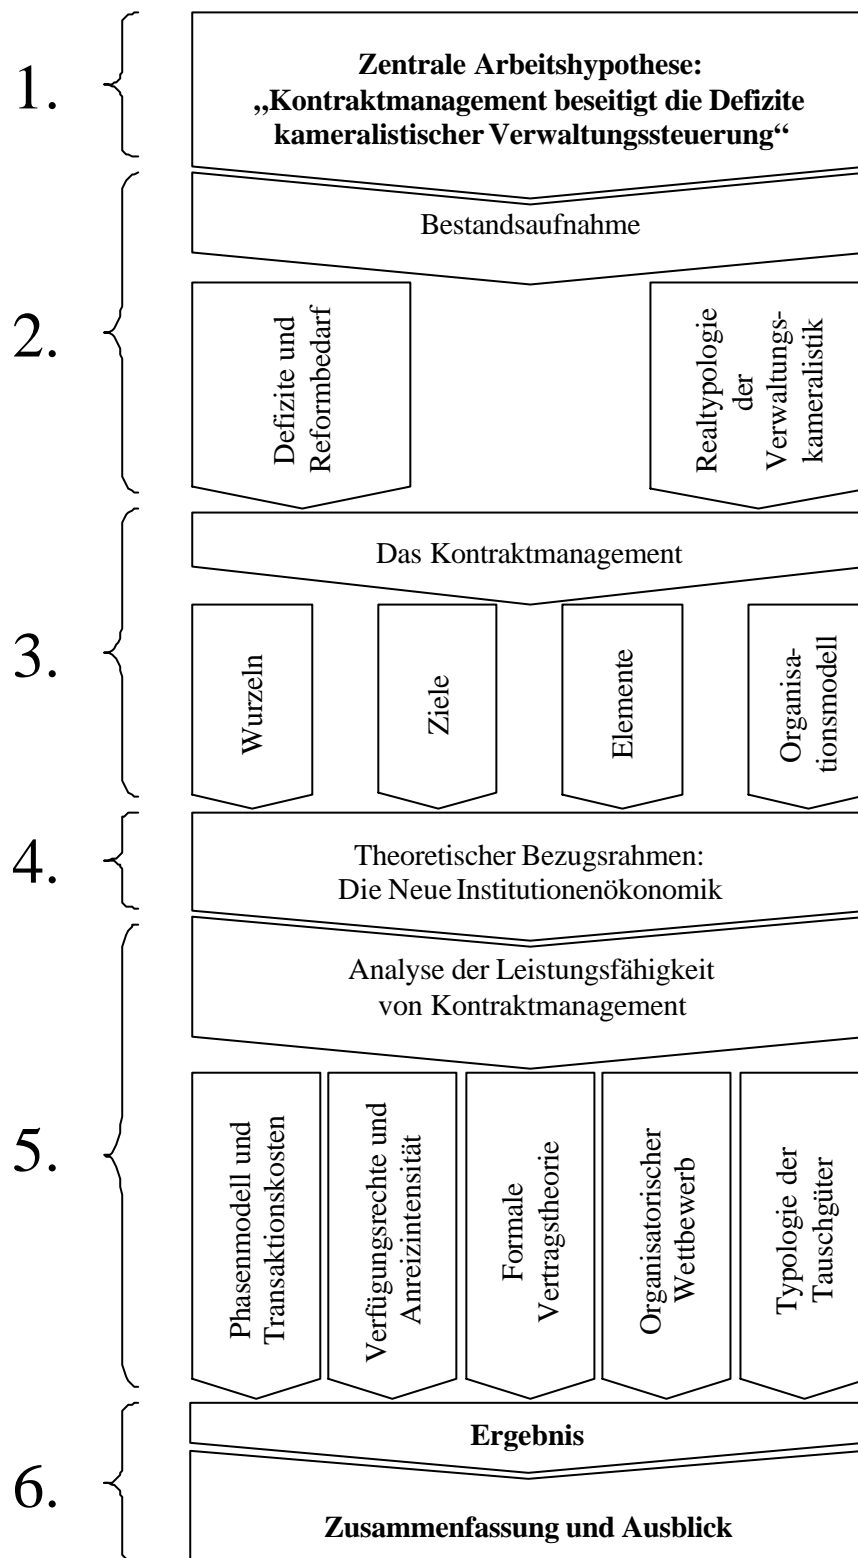 1.
Zentrale Arbeitshypothese:
„Kontraktmanagement beseitigt die Defizite
kameralistischer Verwaltungssteuerung“
2.
Bestandsaufnahme
Defizite und
Reformbedarf
Realtypologie
der
Verwaltungs-
kameralistik
3.
Das Kontraktmanagement
Wurzeln
Ziele
Elemente
Organisa-
tionsmodell
4.
Theoretischer Bezugsrahmen:
Die Neue Institutionenökonomik
5.
Analyse der Leistungsfähigkeit
von Kontraktmanagement
Phasenmodell und
Transaktionskosten
Verfügungsrechte und
Anreizintensität
Formale
Vertragstheorie
Organisatorischer
Wettbewerb
Typologie der
Tauschgüter
6.
Ergebnis
Zusammenfassung und Ausblick